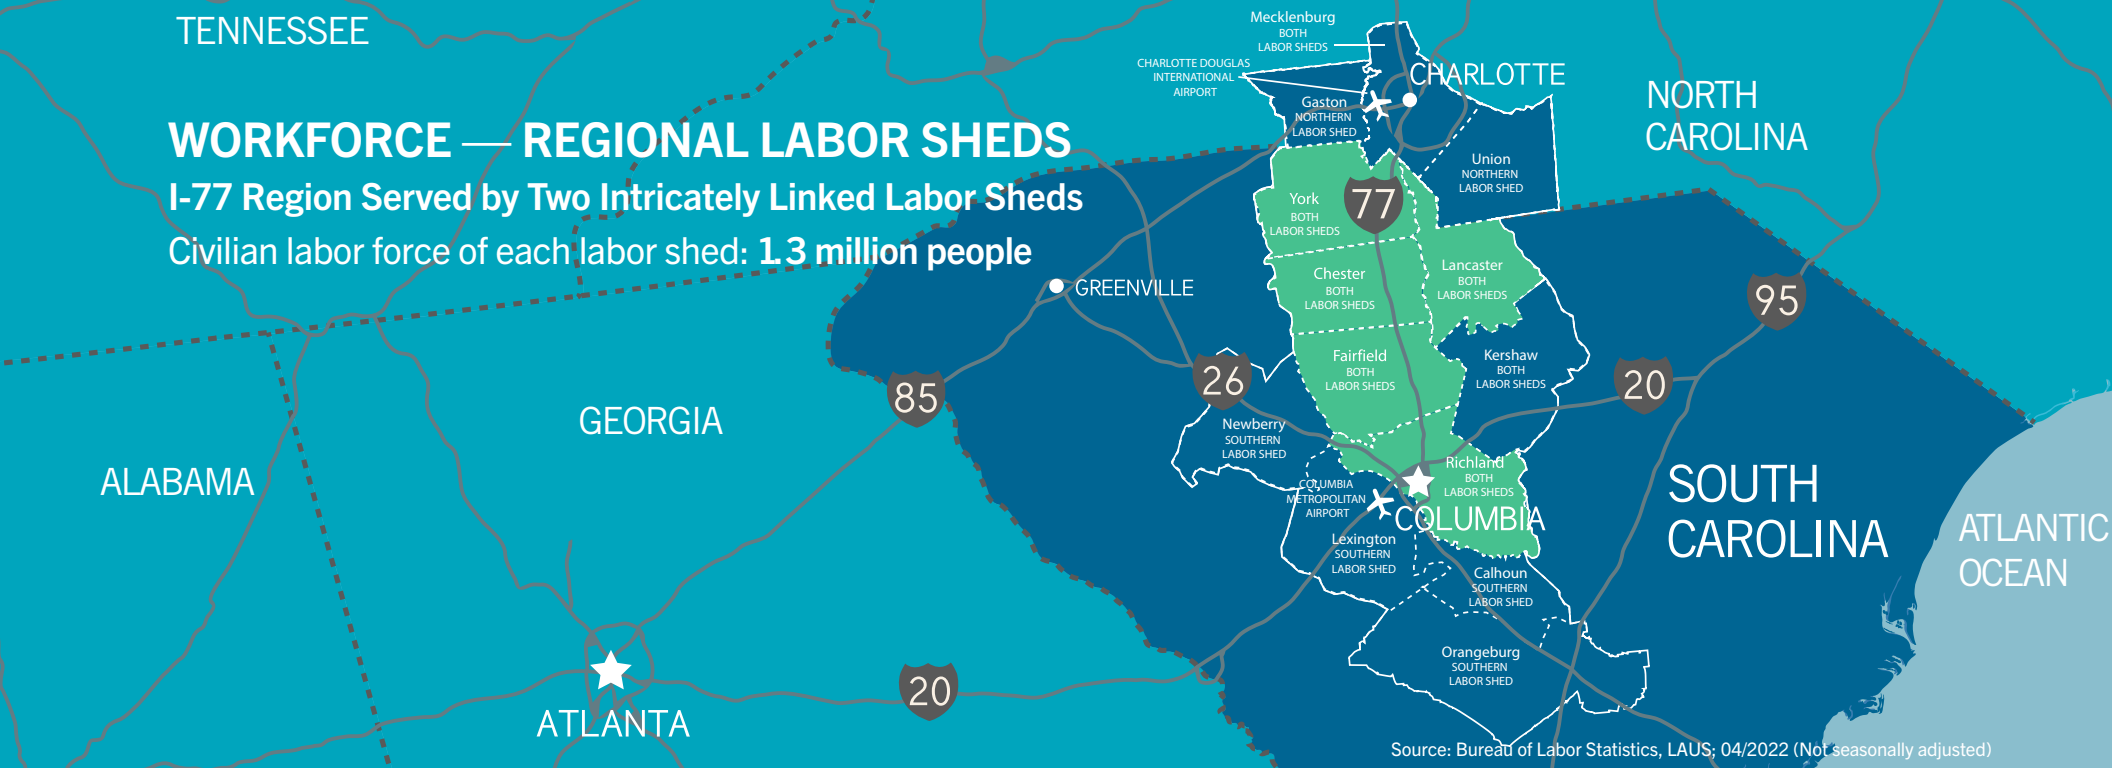 TENNESSEE
WORKFORCE — REGIONAL LABOR SHEDS
I-77 Region Served by Two Intricately Linked Labor Sheds
Civilian labor force of each labor shed: 1.3 million people
Mecklenburg
BOTH
LABOR SHEDS
CHARLOTTE DOUGLAS
INTERNATIONAL
AIRPORT
CHARLOTTE
NORTH
CAROLINA
Gaston
NORTHERN
LABOR SHED
Union
NORTHERN
LABOR SHED
York
BOTH
LABOR SHEDS
77
Chester
BOTH
LABOR SHEDS
Lancaster
BOTH
LABOR SHEDS
GREENVILLE
95
Fairfield
BOTH
LABOR SHEDS
Kershaw
BOTH
LABOR SHEDS
26
20
85
GEORGIA
ALABAMA
Newberry
SOUTHERN
LABOR SHED
Richland
BOTH
LABOR SHEDS
COLUMBIA
METROPOLITAN
AIRPORT
COLUMBIA
SOUTH
CAROLINA
ATLANTIC
OCEAN
Lexington
SOUTHERN
LABOR SHED
Calhoun
SOUTHERN
LABOR SHED
Orangeburg
SOUTHERN
LABOR SHED
20
ATLANTA
Source: Bureau of Labor Statistics, LAUS; 04/2022 (Not seasonally adjusted)